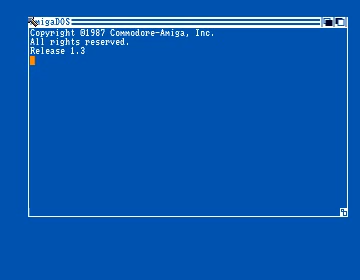 AmigaDOS
Copyright ©1987 Commodore-Amiga, Inc.
All rights reserved.
Release 1.3